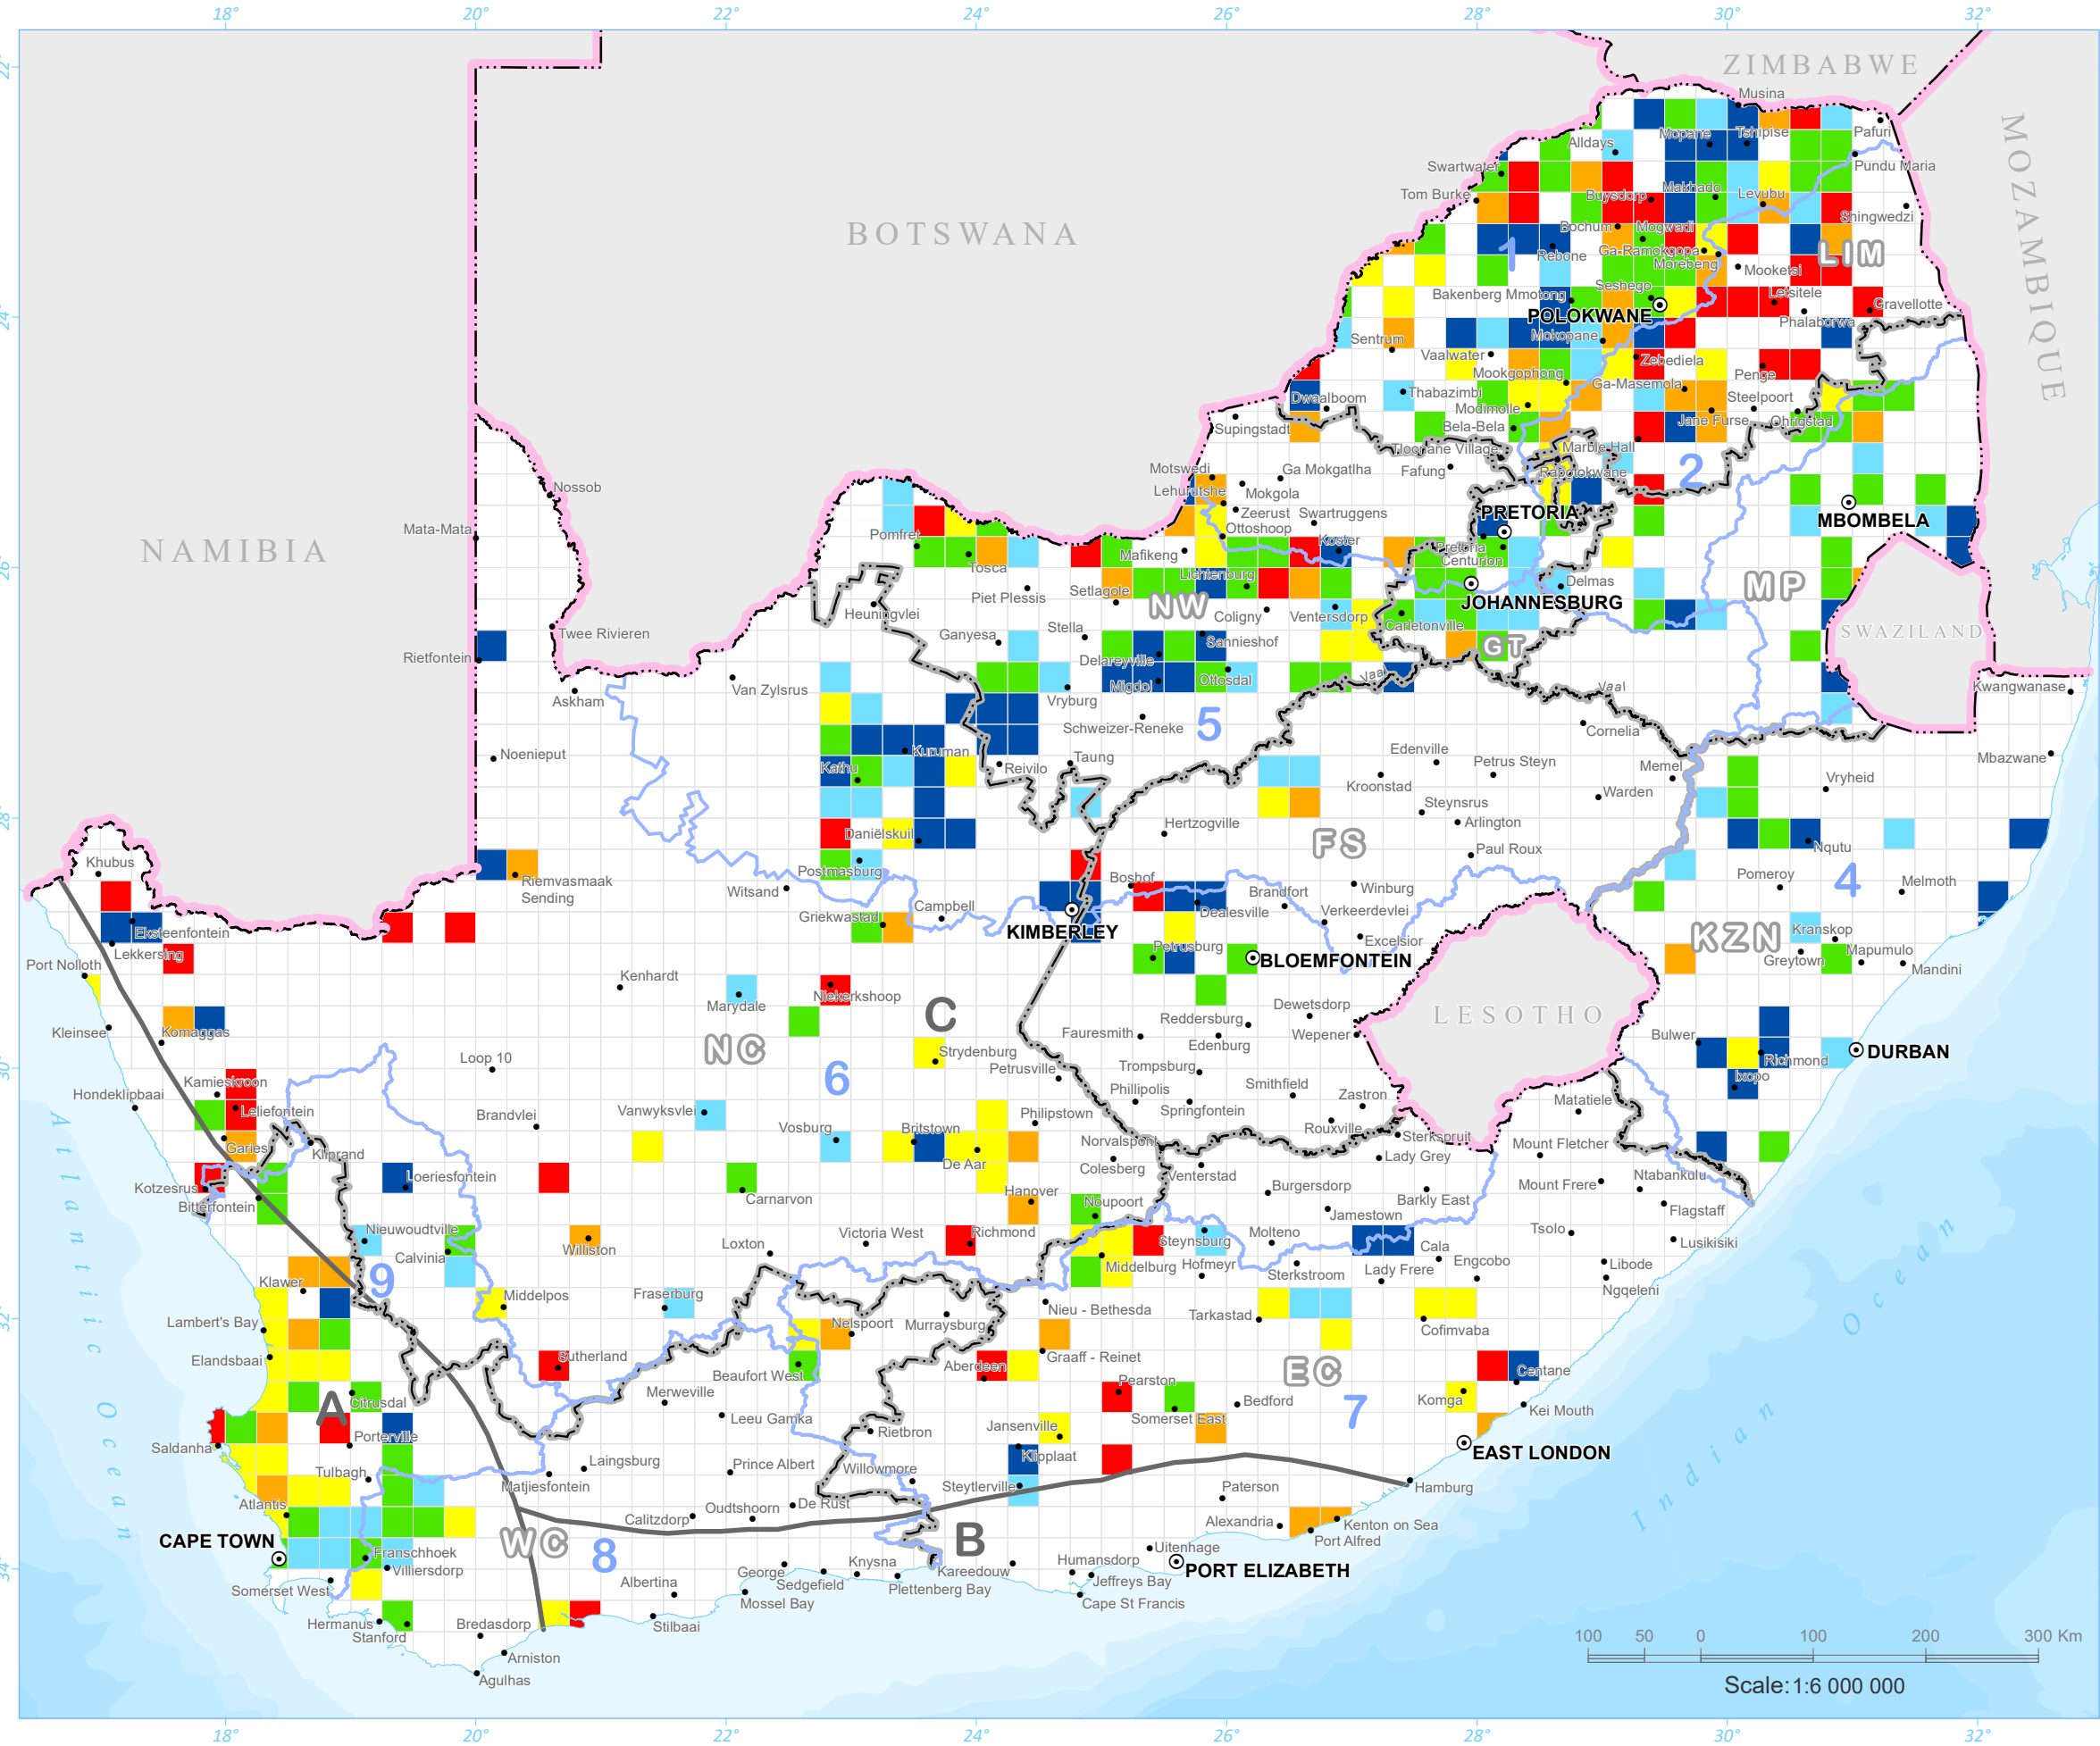 18° 20° 22° 24° 26° 28° 30° 32°
22°
24°
26°
28°
30°
32°
34°
ZIMBABWE
MOZAMBIQUE
BOTSWANA
NAMIBIA
SWAZILAND
LESOTHO
Musina
Pafuri
Mopane
Tshipise
Alldays
Pundu Maria
Swartwater
Tom Burke
Buysdorp
Makhado
Levubu
Shingwedzi
Bochum
Mogwadi
1
Rebone
Ga-Ramokgopa
Morebeng
Mooketsi
LIM
Bakenberg Mmotong
Seshego
Letsitele
Gravellotte
POLOKWANE
Phalaborwa
Sentrum
Mokopane
Vaalwater
Zebediela
Mookgophong
Penge
Dwaalboom
Thabazimbi
Ga-Masemola
Steelpoort
Modimolle
Jane Furse
Ohrigstad
Supingstadt
Bela-Bela
Marble Hall
Motswedi
Ga Mokgatlha
Fafung
2
Lehurutshe
Mokgola
Zeerust
Swartruggens
PRETORIA
MBOMBELA
Ottoshoop
Koster
Pretoria
Centurion
Mafikeng
Lichtenburg
Delmas
MP
JOHANNESBURG
Setlagole
NW
Coligny
Ventersdorp
Carletonville
GT
Nossob
Mata-Mata
Pomfret
Tosca
Piet Plessis
Heuningvlei
Ganyesa
Stella
Sannieshof
Twee Rivieren
Rietfontein
Delareyville
Migdol
Ottosdal
Vaal
Vaal
Askham
Van Zylsrus
Vryburg
Kwangwanase
Schweizer-Reneke
5
Cornelia
Noenieput
Kuruman
Kathu
Reivilo
Taung
Edenville
Petrus Steyn
Memel
Mbazwane
Kroonstad
Vryheid
Warden
Steynsrus
Hertzogville
Arlington
FS
Daniëlskuil
Nqutu
Paul Roux
Khubus
Riemvasmaak
Sending
Postmasburg
Witsand
Boshof
Winburg
Pomeroy
4
Melmoth
Griekwastad
Campbell
Dealesville
Brandfort
Verkeerdevlei
KIMBERLEY
Eksteenfontein
Lekkersing
Petrusburg
Excelsior
KZN
Kranskop
Mapumulo
BLOEMFONTEIN
Greytown
Mandini
Port Nolloth
Kenhardt
Marydale
Niekerkshoop
C
Dewetsdorp
Reddersburg
Kleinsee
Komaggas
NC
Fauresmith
Edenburg
Wepener
Bulwer
DURBAN
Loop 10
6
Strydenburg
Petrusville
Trompsburg
Richmond
Ixopo
Kamieskroon
Hondeklipbaai
Leliefontein
Phillipolis
Smithfield
Zastron
Matatiele
Brandvlei
Vanwyksvlei
Vosburg
Britstown
Philipstown
Springfontein
Rouxville
Garies
Kliprand
Norvalspont
Sterkspruit
Mount Fletcher
De Aar
Colesberg
Lady Grey
Kotzesrus
Loeriesfontein
Venterstad
Ntabankulu
Bitterfontein
Carnarvon
Hanover
Burgersdorp
Barkly East
Mount Frere
Noupoort
Jamestown
Flagstaff
Nieuwoudtville
Victoria West
Richmond
Steynsburg
Molteno
Tsolo
Lusikisiki
Calvinia
Williston
Loxton
Cala
Klawer
9
Middelburg
Hofmeyr
Sterkstroom
Lady Frere
Engcobo
Libode
Ngqeleni
Middelpos
Fraserburg
Nieu - Bethesda
Lambert's Bay
Nelspoort
Murraysburg
Tarkastad
Cofimvaba
Elandsbaai
Sutherland
Graaff - Reinet
Beaufort West
Aberdeen
EC
Centane
A
Citrusdal
Merweville
Pearston
Komga
Leeu Gamka
Somerset East
Bedford
7
Kei Mouth
Saldanha
Porterville
Rietbron
Jansenville
EAST LONDON
Tulbagh
Laingsburg
Prince Albert
Klipplaat
Matjiesfontein
Willowmore
Steytlerville
Hamburg
Atlantis
Oudtshoorn
De Rust
Paterson
Calitzdorp
Alexandria
Kenton on Sea
Port Alfred
CAPE TOWN
WC
8
B
Franschhoek
Villiersdorp
Uitenhage
Knysna
Kareedouw
Humansdorp
PORT ELIZABETH
Somerset West
Albertina
George
Sedgefield
Plettenberg Bay
Jeffreys Bay
Mossel Bay
Cape St Francis
Hermanus
Stanford
Bredasdorp
Stilbaai
Arniston
Agulhas
Atlantic Ocean
Indian Ocean
100 50 0 100 200 300 Km
Scale:1:6 000 000
18° 20° 22° 24° 26° 28° 30° 32°